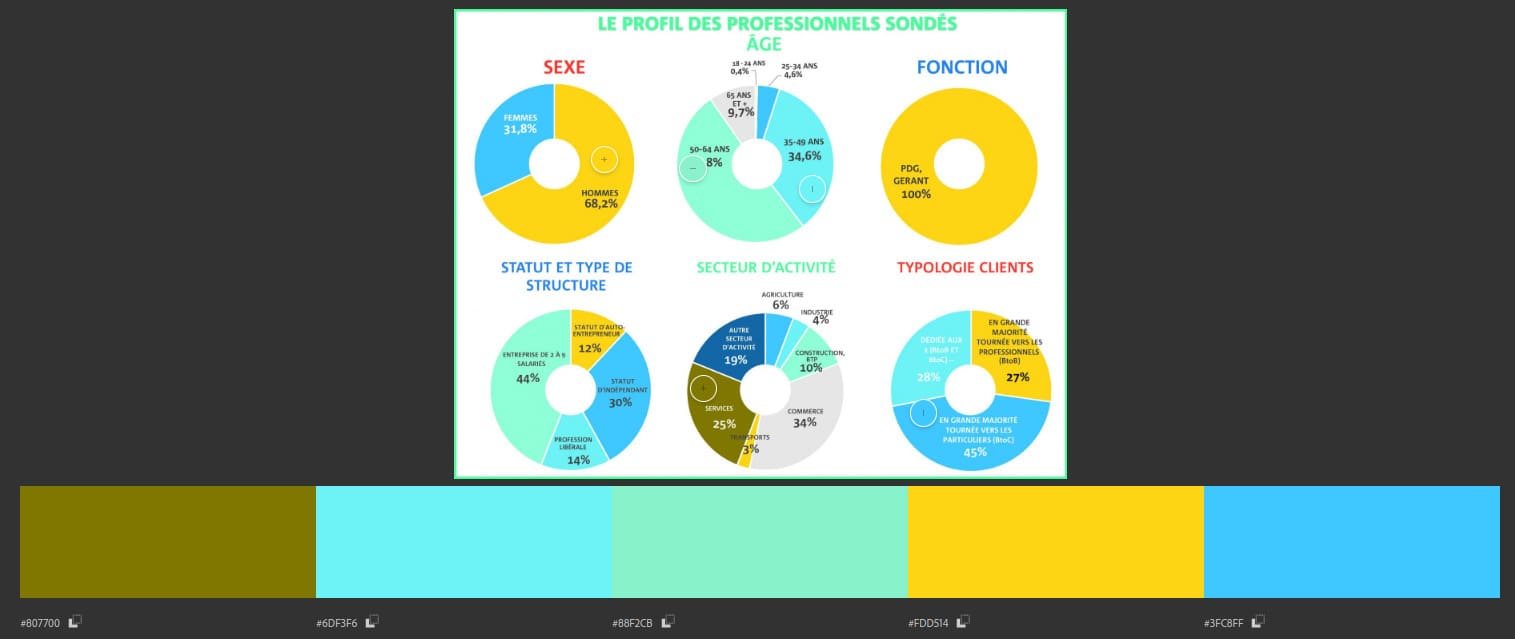 LE PROFIL DES PROFESSIONNELS SONDÉS
ÂGE
SEXE
FEMMES
31,8%
HOMMES
68,2%
18-24 ANS
0,4%
25-34 ANS
4,6%
65 ANS
ET +
9,7%
35-49 ANS
34,6%
50-64 ANS
8%
FONCTION
PDG,
GERANT
100%
STATUT ET TYPE DE
STRUCTURE
STATUT D'AUTO-
ENTREPRENEUR
12%
ENTREPRISE DE 2 À 9
SALARIÉS
44%
STATUT
D'INDÉPENDANT
30%
PROFESSION
LIBÉRALE
14%
SECTEUR D'ACTIVITÉ
AGRICULTURE
6%
INDUSTRIE
4%
AUTRE
SECTEUR
D'ACTIVITÉ
19%
CONSTRUCTION,
BTP
10%
SERVICES
25%
COMMERCE
34%
TRANSPORTS
3%
TYPOLOGIE CLIENTS
EN GRANDE
MAJORITÉ
TOURNÉE VERS LES
PROFESSIONNELS
(BtoB)
27%
DÉDIÉE AUX
2 (BtoB ET
BtoC) –
28%
EN GRANDE MAJORITÉ
TOURNÉE VERS LES
PARTICULIERS (BtoC)
45%
#807700
#6DF3F6
#88F2CB
#FDD514
#3FC8FF